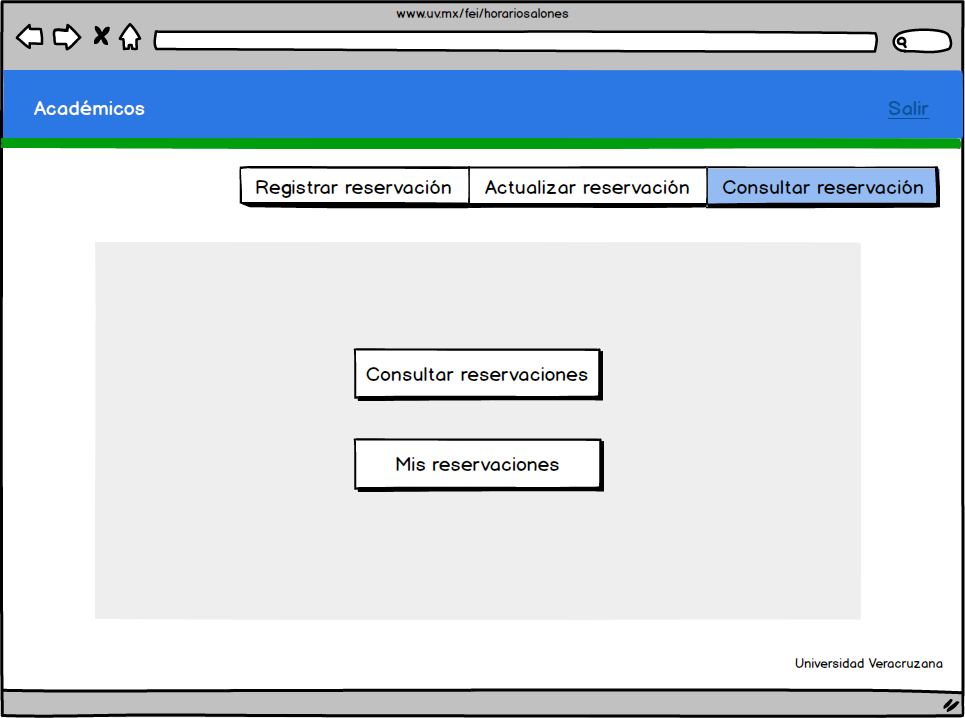 www.uv.mx/fei/horariosalones
Académicos
Salir
Registrar reservación
Actualizar reservación
Consultar reservación
Consultar reservaciones
Mis reservaciones
Universidad Veracruzana